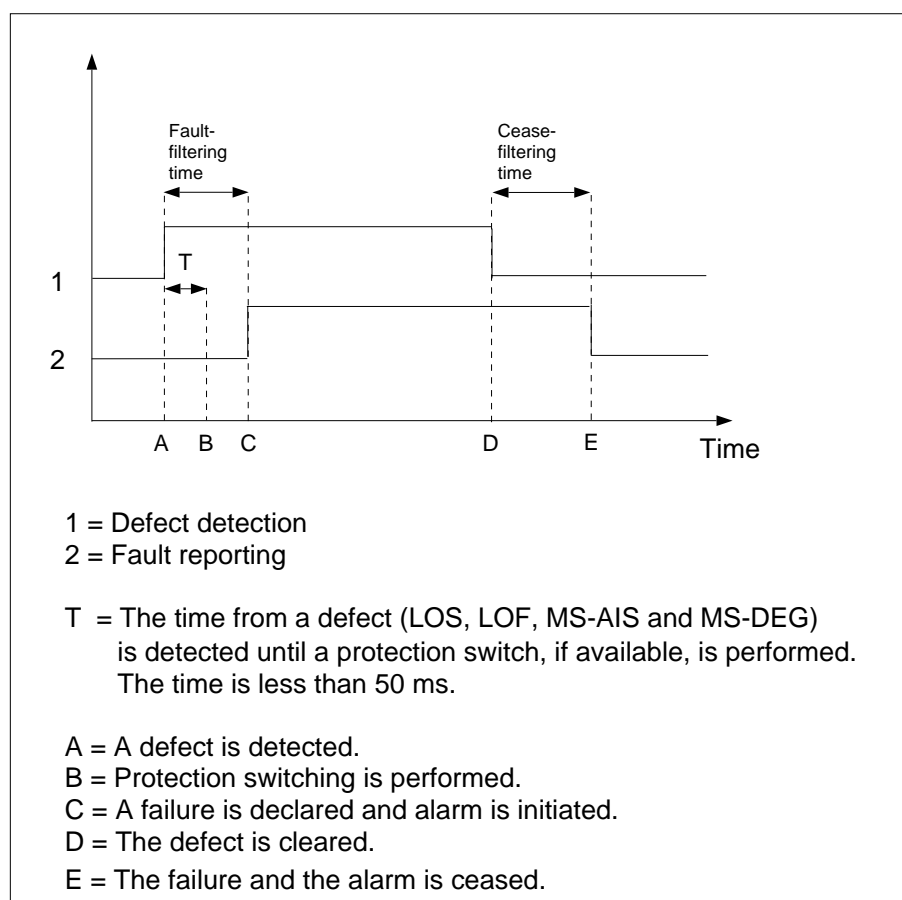 Fault-
filtering
time
Cease-
filtering
time
T
1
2
A B C D E
Time
1 = Defect detection
2 = Fault reporting
T = The time from a defect (LOS, LOF, MS-AIS and MS-DEG)
is detected until a protection switch, if available, is performed.
The time is less than 50 ms.
A = A defect is detected.
B = Protection switching is performed.
C = A failure is declared and alarm is initiated.
D = The defect is cleared.
E = The failure and the alarm is ceased.